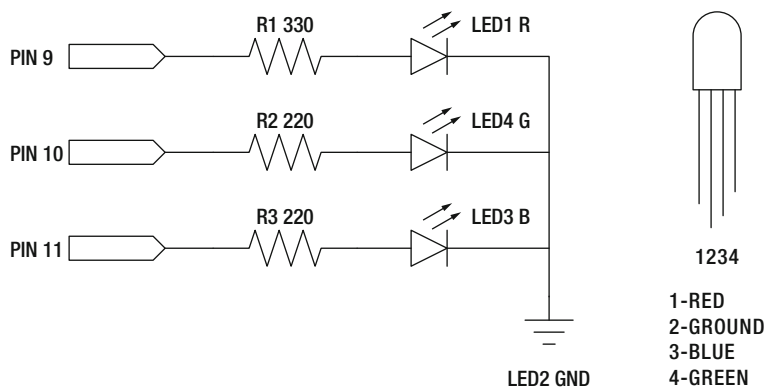 R1 330
LED1 R
PIN 9
R2 220
LED4 G
PIN 10
R3 220
LED3 B
PIN 11
LED2 GND
1234
1-RED
2-GROUND
3-BLUE
4-GREEN